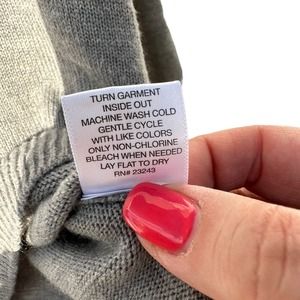 TURN GARMENT
INSIDE OUT
MACHINE WASH COLD
GENTLE CYCLE
WITH LIKE COLORS
ONLY NON-CHLORINE
BLEACH WHEN NEEDED
LAY FLAT TO DRY
RN# 23243